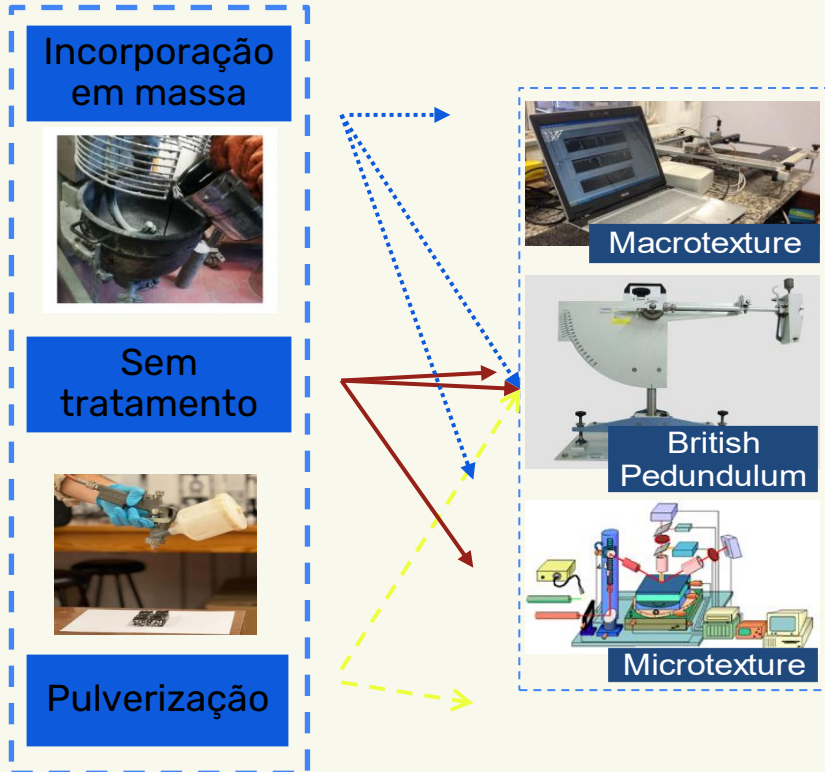 Incorporação
em massa
Sem
tratamento
Pulverização
Macrotexture
British
Pedundulum
Microtexture